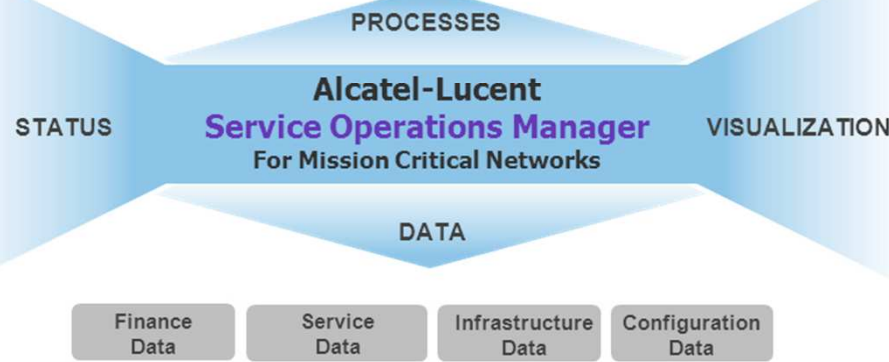 PROCESSES
Alcatel-Lucent
STATUS
Service Operations Manager
VISUALIZATION
For Mission Critical Networks
DATA
Finance
Data
Service
Data
Infrastructure
Data
Configuration
Data